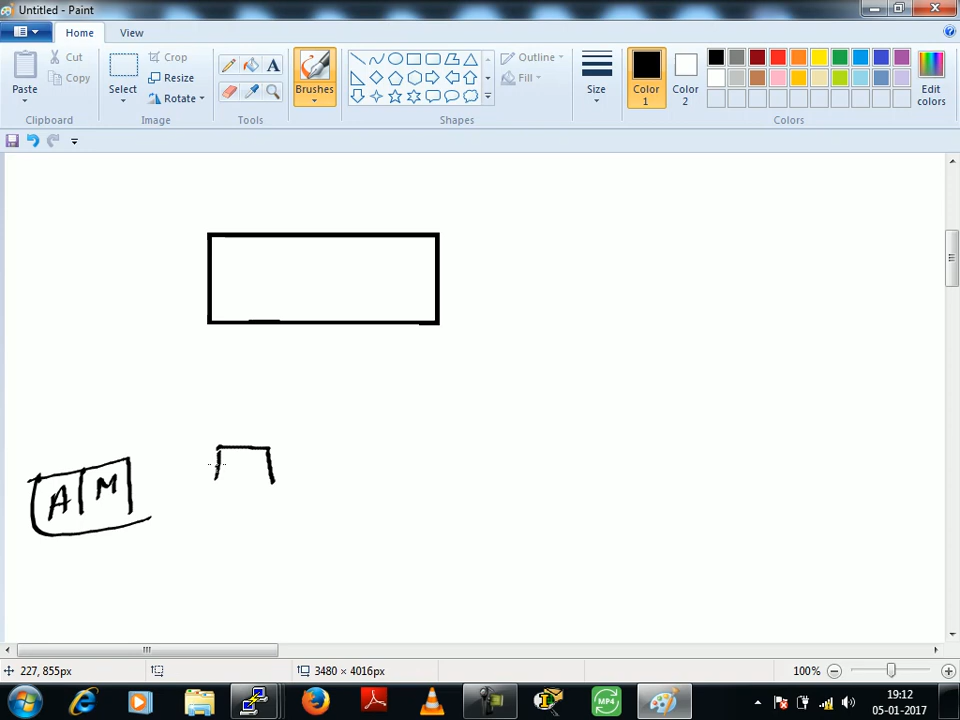 Untitled - Paint
Home View
Paste
Cut
Copy
Clipboard
Select
Crop
Resize
Rotate
Image
A
Tools
Brushes
Outline
Fill
Shapes
Size
Color 1
Color 2
Edit colors
Colors
A M
227, 855px
3480 × 4016px
100%
MP4
19:12
05-01-2017